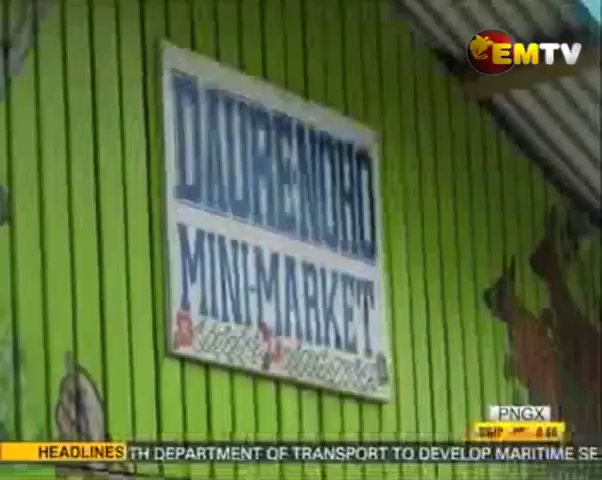 EMTV
DAURENOHO
MINI-MARKET
PNGX
HEADLINES TH DEPARTMENT OF TRANSPORT TO DEVELOP MARITIME SE